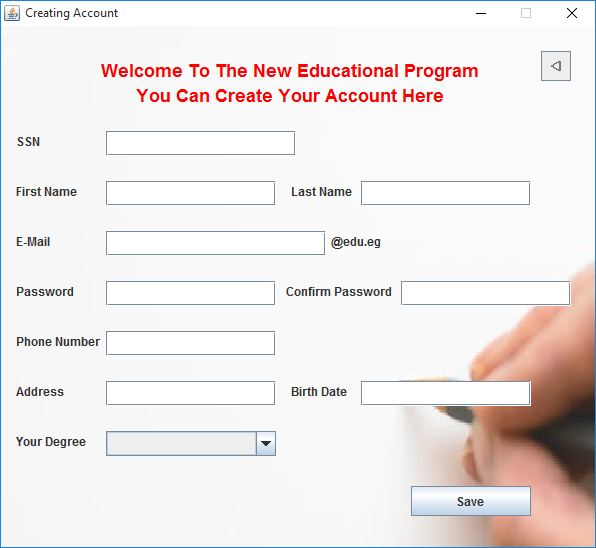 Creating Account
Welcome To The New Educational Program
You Can Create Your Account Here
SSN
First Name Last Name
E-Mail @edu.eg
Password Confirm Password
Phone Number
Address Birth Date
Your Degree
Save